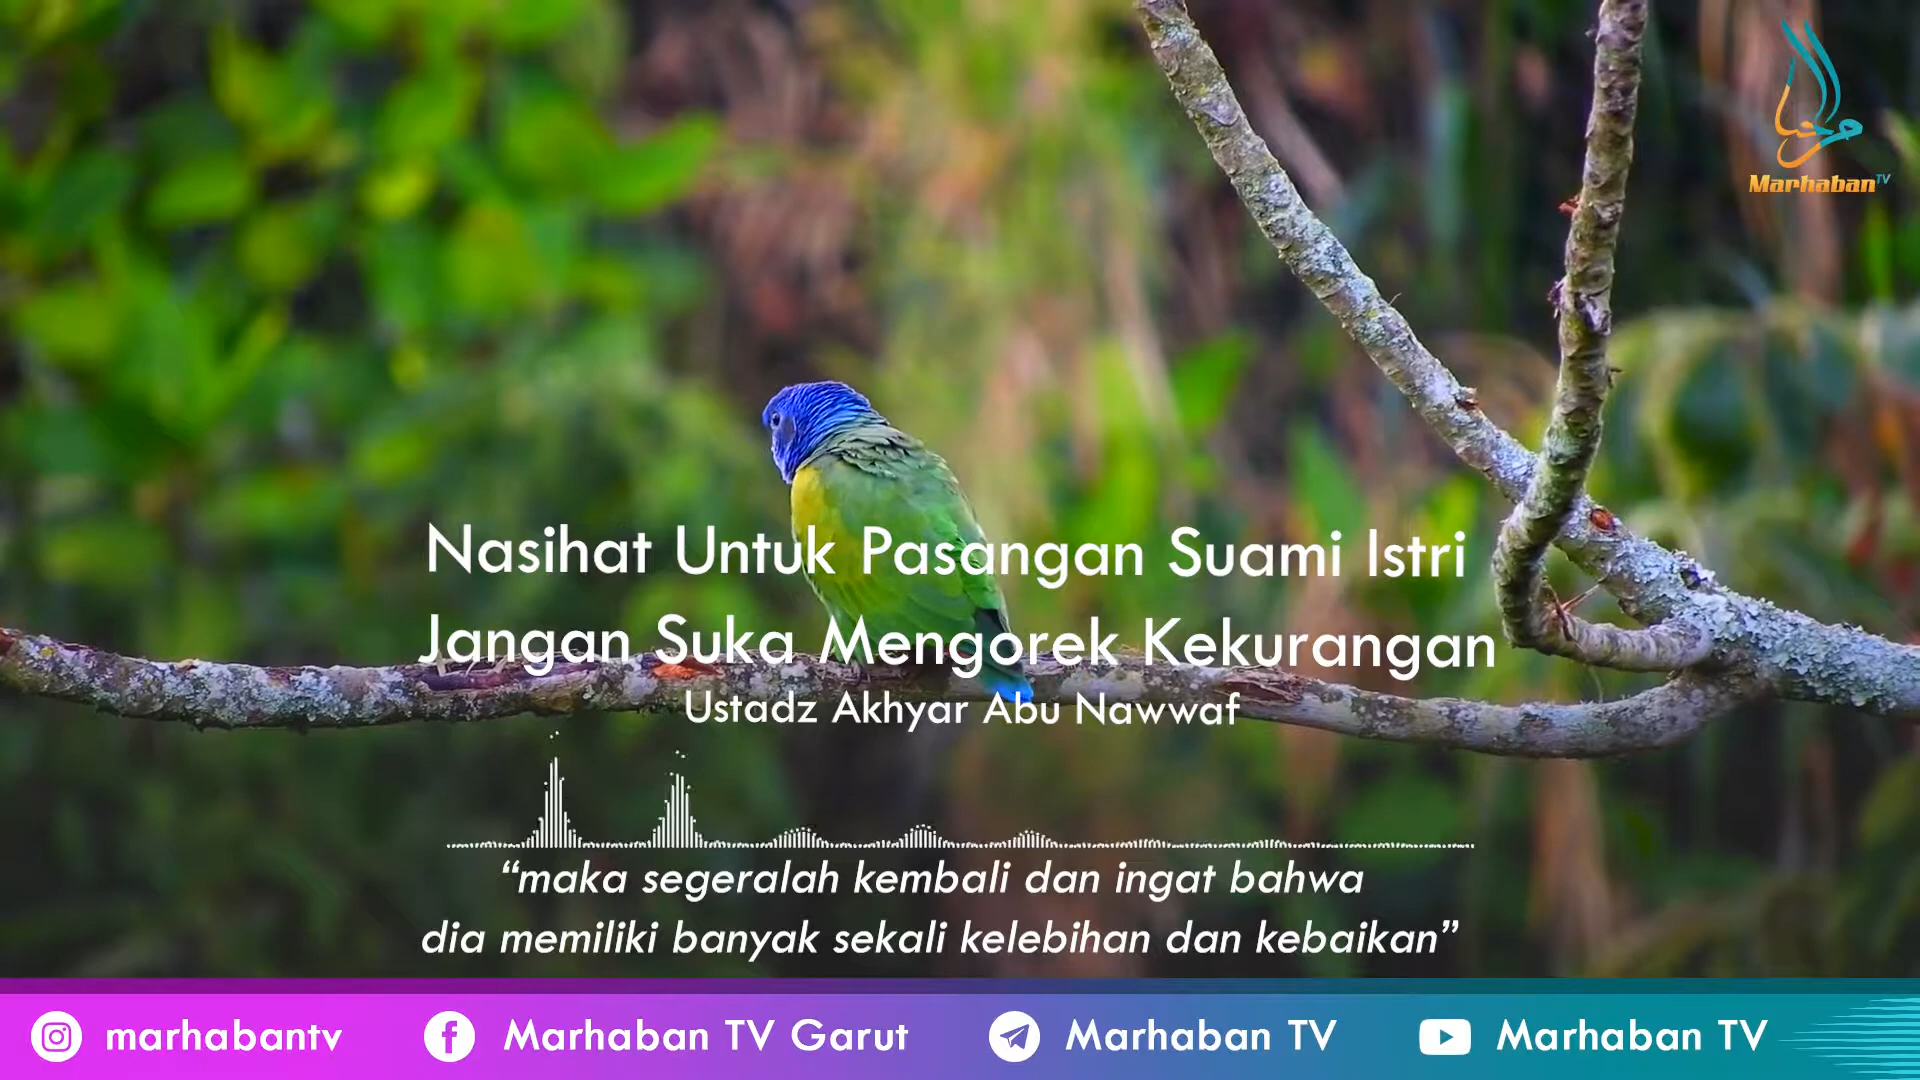 مرحبا
Marhaban TV
Nasihat Untuk Pasangan Suami Istri
Jangan Suka Mengorek Kekurangan
Ustadz Akhyar Abu Nawwaf
“maka segeralah kembali dan ingat bahwa
dia memiliki banyak sekali kelebihan dan kebaikan”
marhabantv
Marhaban TV Garut
Marhaban TV
Marhaban TV